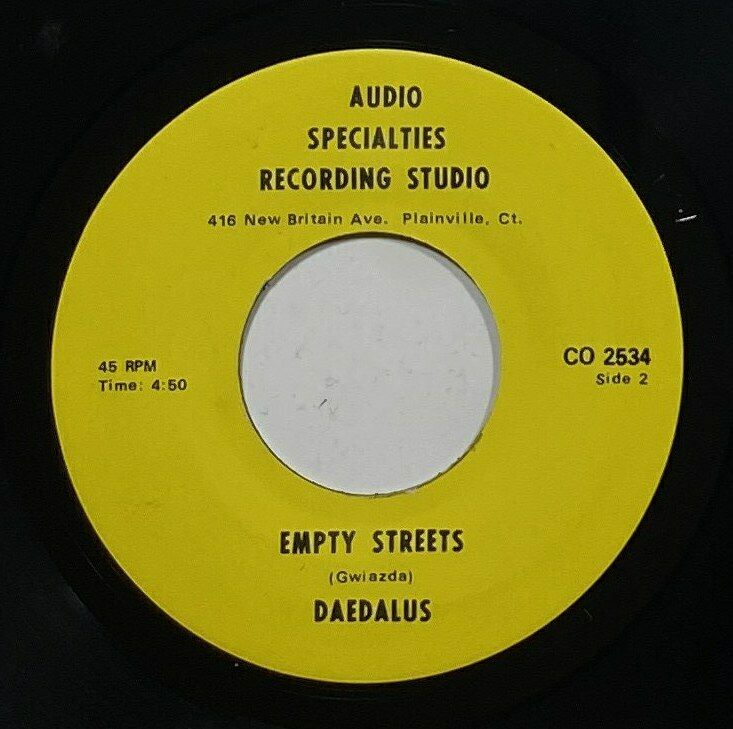 AUDIO
SPECIALTIES
RECORDING STUDIO
416 New Britain Ave. Plainville, Ct.
45 RPM
Time: 4:50
CO 2534
Side 2
EMPTY STREETS
(Gwiazda)
DAEDALUS